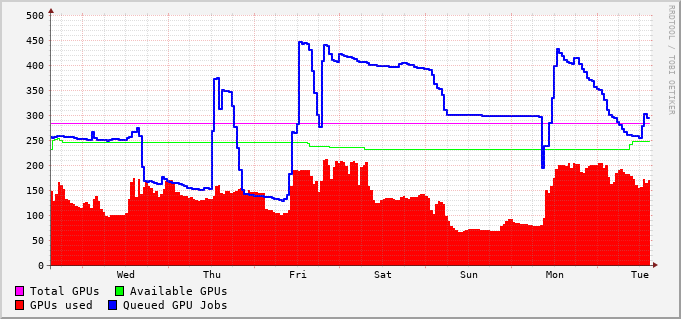 500
450
400
350
300
250
200
150
100
50
0
Wed Thu Fri Sat Sun Mon Tue
Total GPUs Available GPUs
GPUs used Queued GPU Jobs
RRDTOOL / TOBI OETIKER